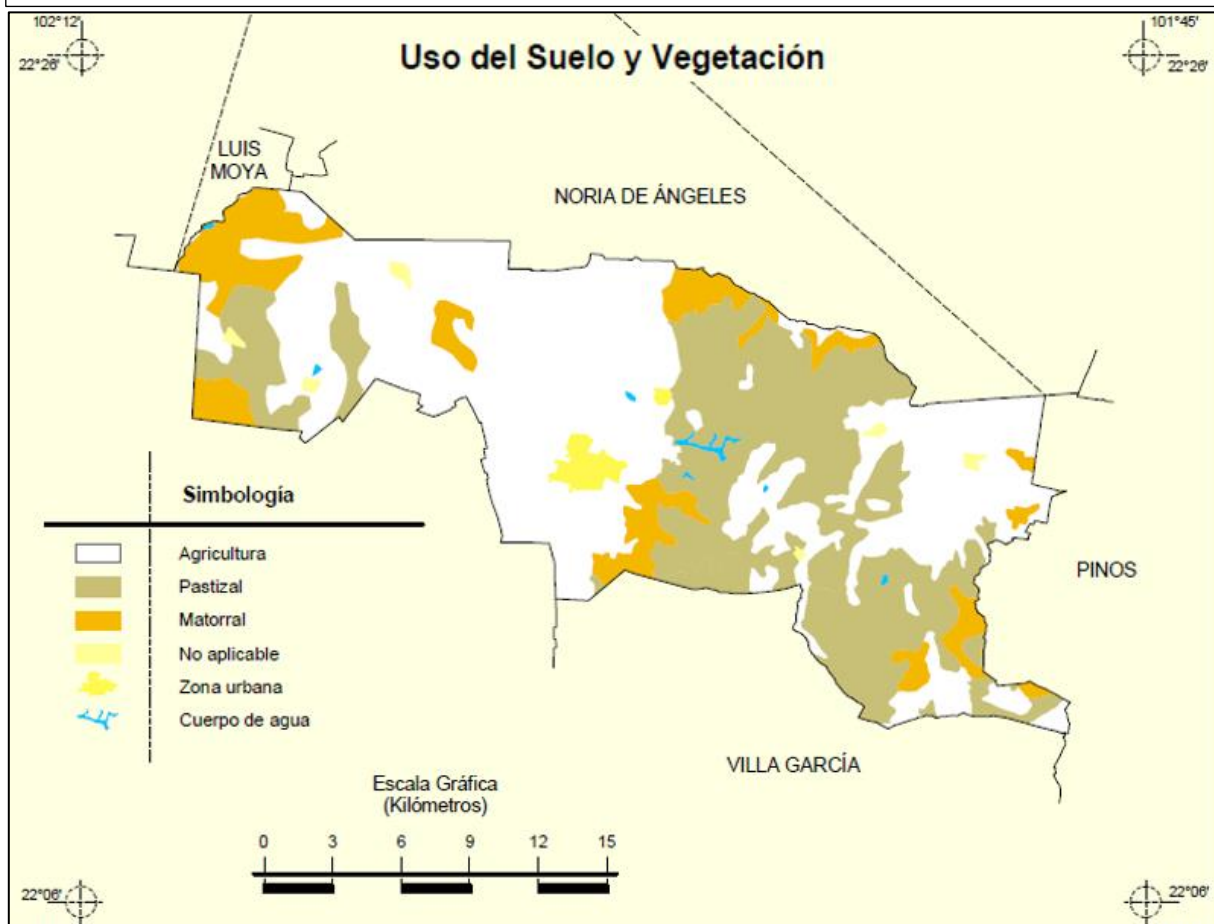 102°12'
22°26'
Uso del Suelo y Vegetación
101°45'
22°26'
LUIS
MOYA
NORIA DE ÁNGELES
Simbología
Agricultura
Pastizal
Matorral
No aplicable
Zona urbana
Cuerpo de agua
PINOS
VILLA GARCÍA
Escala Gráfica
(Kilómetros)
0 3 6 9 12 15
22°06'
22°06'